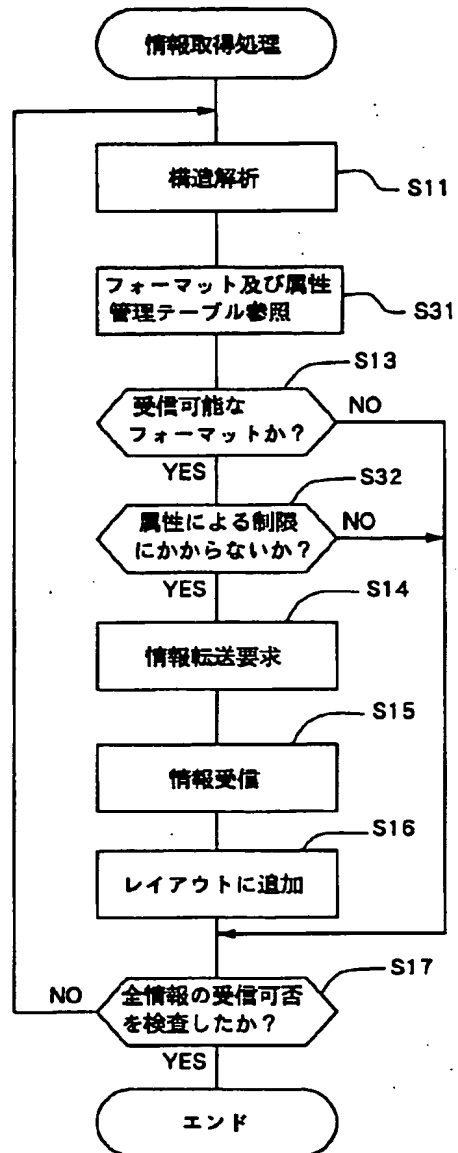 情報取得処理
構造解析
S11
フォーマット及び属性
管理テーブル参照
S31
S13
受信可能な
フォーマットか?
NO
YES
S32
属性による制限
にかからないか?
NO
YES
S14
情報転送要求
S15
情報受信
S16
レイアウトに追加
S17
NO
全情報の受信可否
を検査したか?
YES
エンド